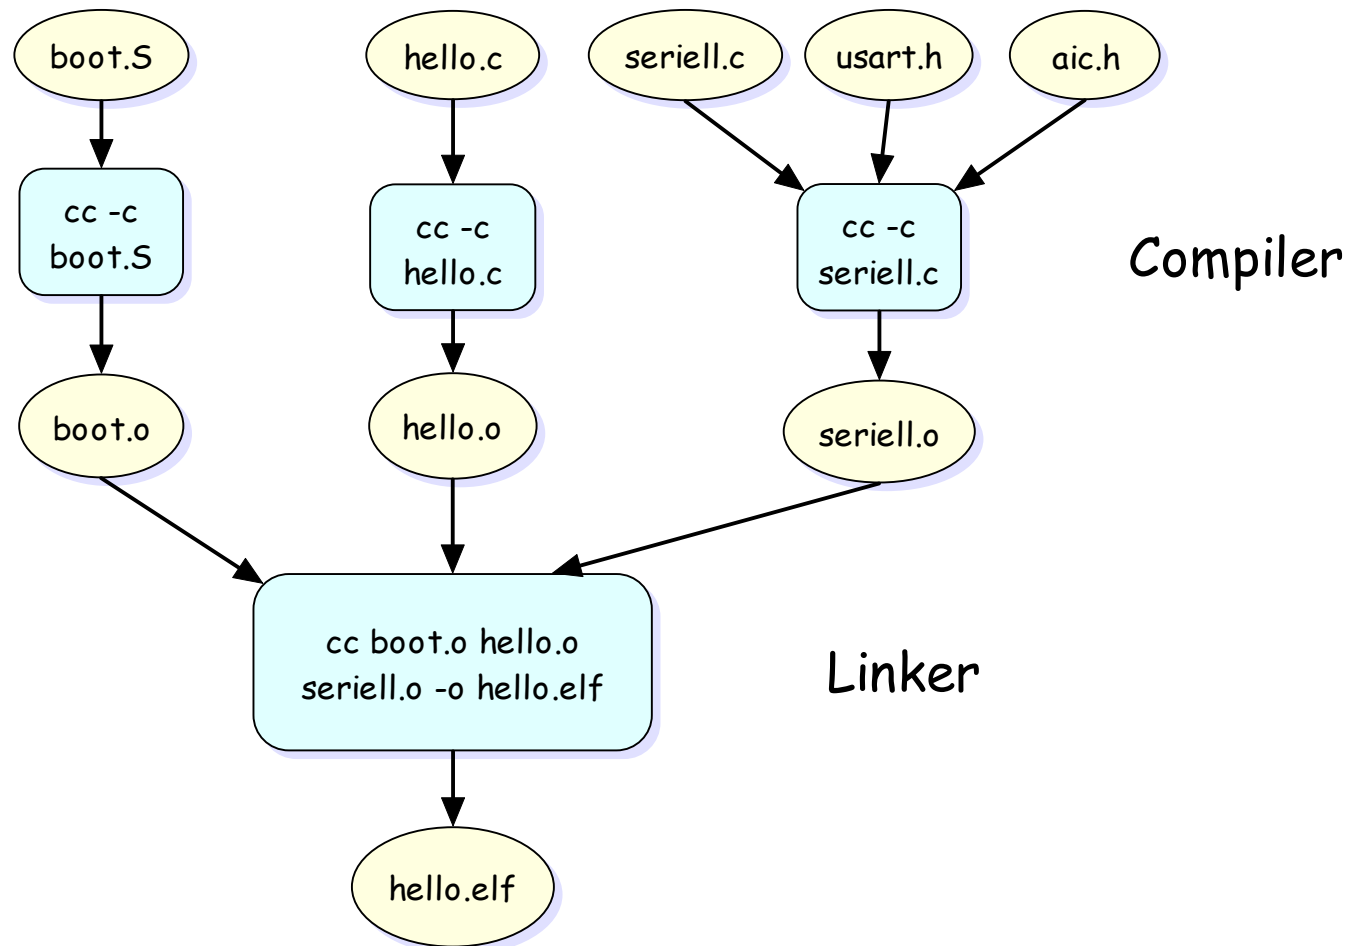 boot.S
hello.c
seriell.c
usart.h
aic.h
cc -c
boot.S
cc -c
hello.c
cc -c
seriell.c
Compiler
boot.o
hello.o
seriell.o
cc boot.o hello.o
seriell.o -o hello.elf
Linker
hello.elf